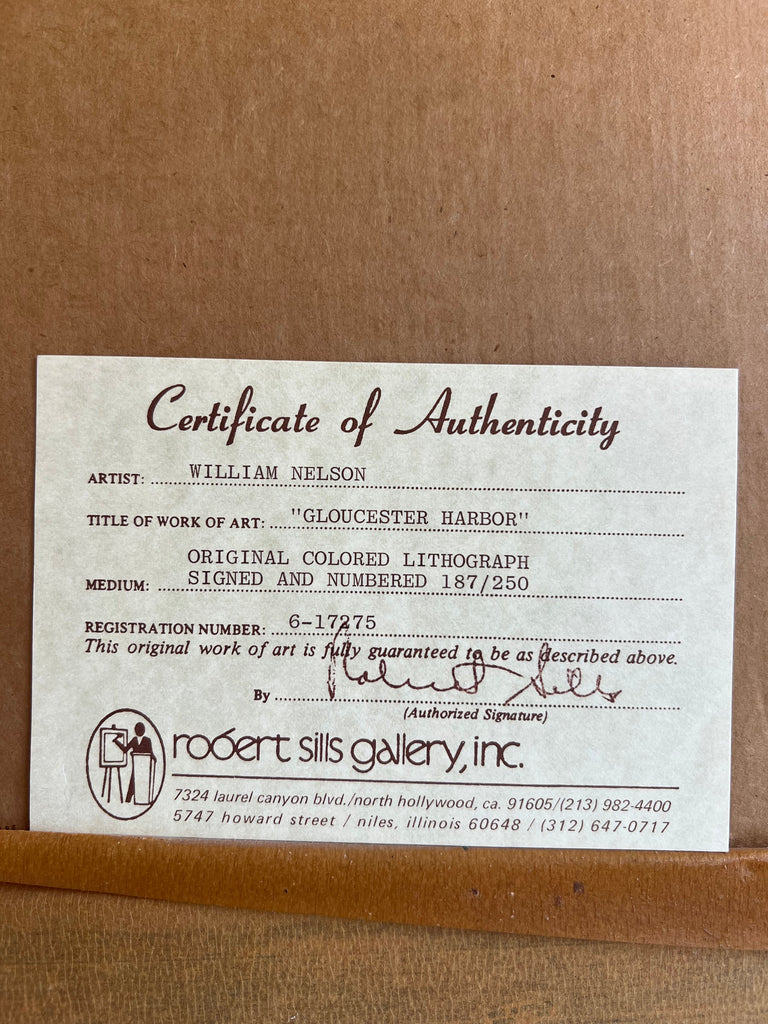 Certificate of Authenticity
ARTIST: WILLIAM NELSON
TITLE OF WORK OF ART: "GLOUCESTER HARBOR"
ORIGINAL COLORED LITHOGRAPH
MEDIUM: SIGNED AND NUMBERED 187/250
REGISTRATION NUMBER: 6-17275
This original work of art is fully guaranteed to be as described above.
By Robert Sills
(Authorized Signature)
robert sills gallery, inc.
7324 laurel canyon blvd./north hollywood, ca. 91605/(213) 982-4400
5747 howard street / niles, illinois 60648 / (312) 647-0717